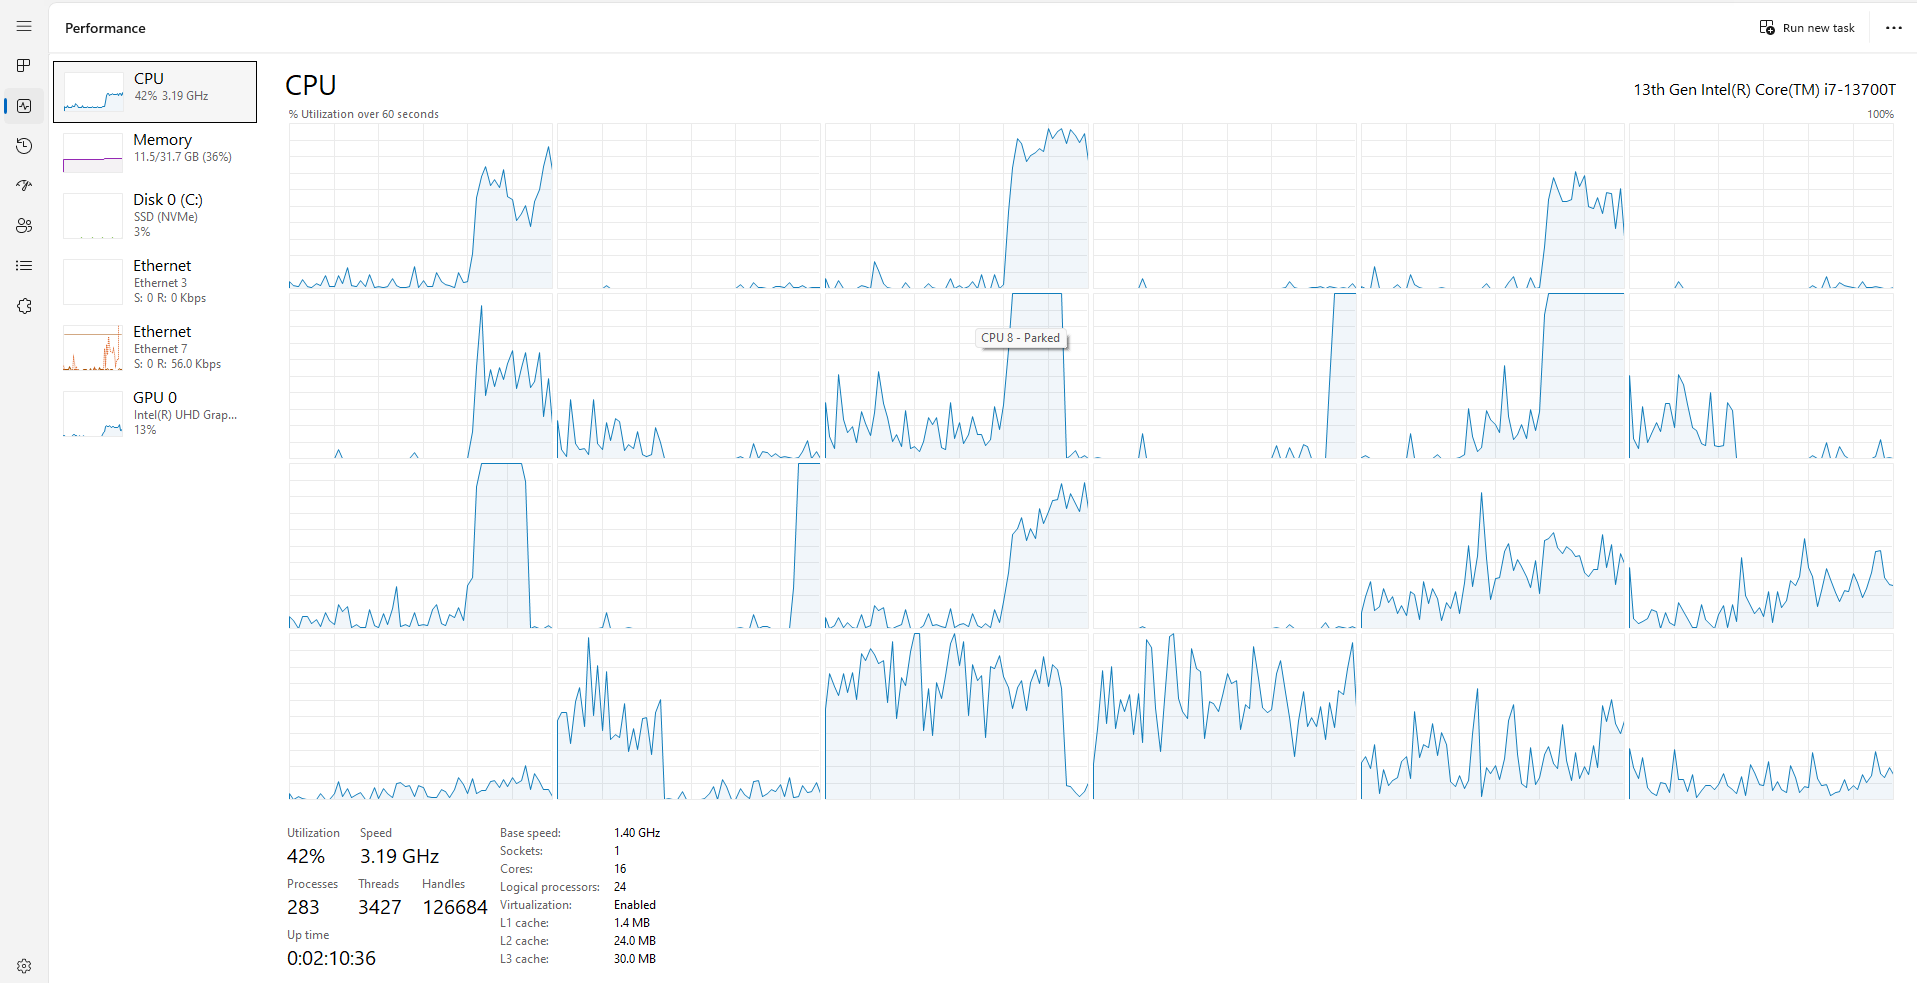 Performance
Run new task
CPU
42% 3.19 GHz
Memory
11.5/31.7 GB (36%)
Disk 0 (C:)
SSD (NVMe)
3%
Ethernet
Ethernet 3
S: 0 R: 0 Kbps
Ethernet
Ethernet 7
S: 0 R: 56.0 Kbps
GPU 0
Intel(R) UHD Grap...
13%
CPU
13th Gen Intel(R) Core(TM) i7-13700T
% Utilization over 60 seconds
100%
CPU 8 - Parked
Utilization Speed
42% 3.19 GHz
Processes Threads Handles
283 3427 126684
Up time
0:02:10:36
Base speed: 1.40 GHz
Sockets: 1
Cores: 16
Logical processors: 24
Virtualization: Enabled
L1 cache: 1.4 MB
L2 cache: 24.0 MB
L3 cache: 30.0 MB